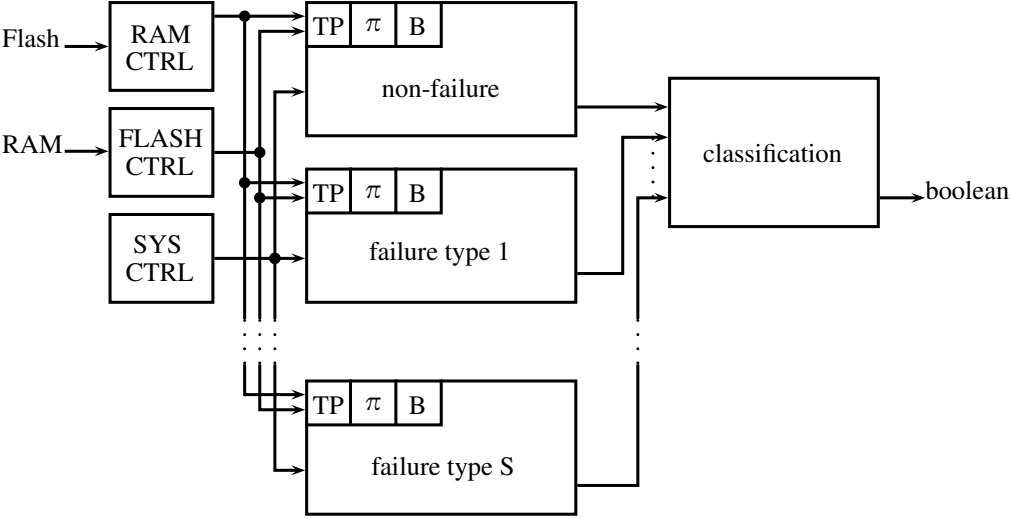 Flash
RAM
CTRL
TP π B
non-failure
RAM
FLASH
CTRL
classification
boolean
TP π B
failure type 1
SYS
CTRL
TP π B
failure type S